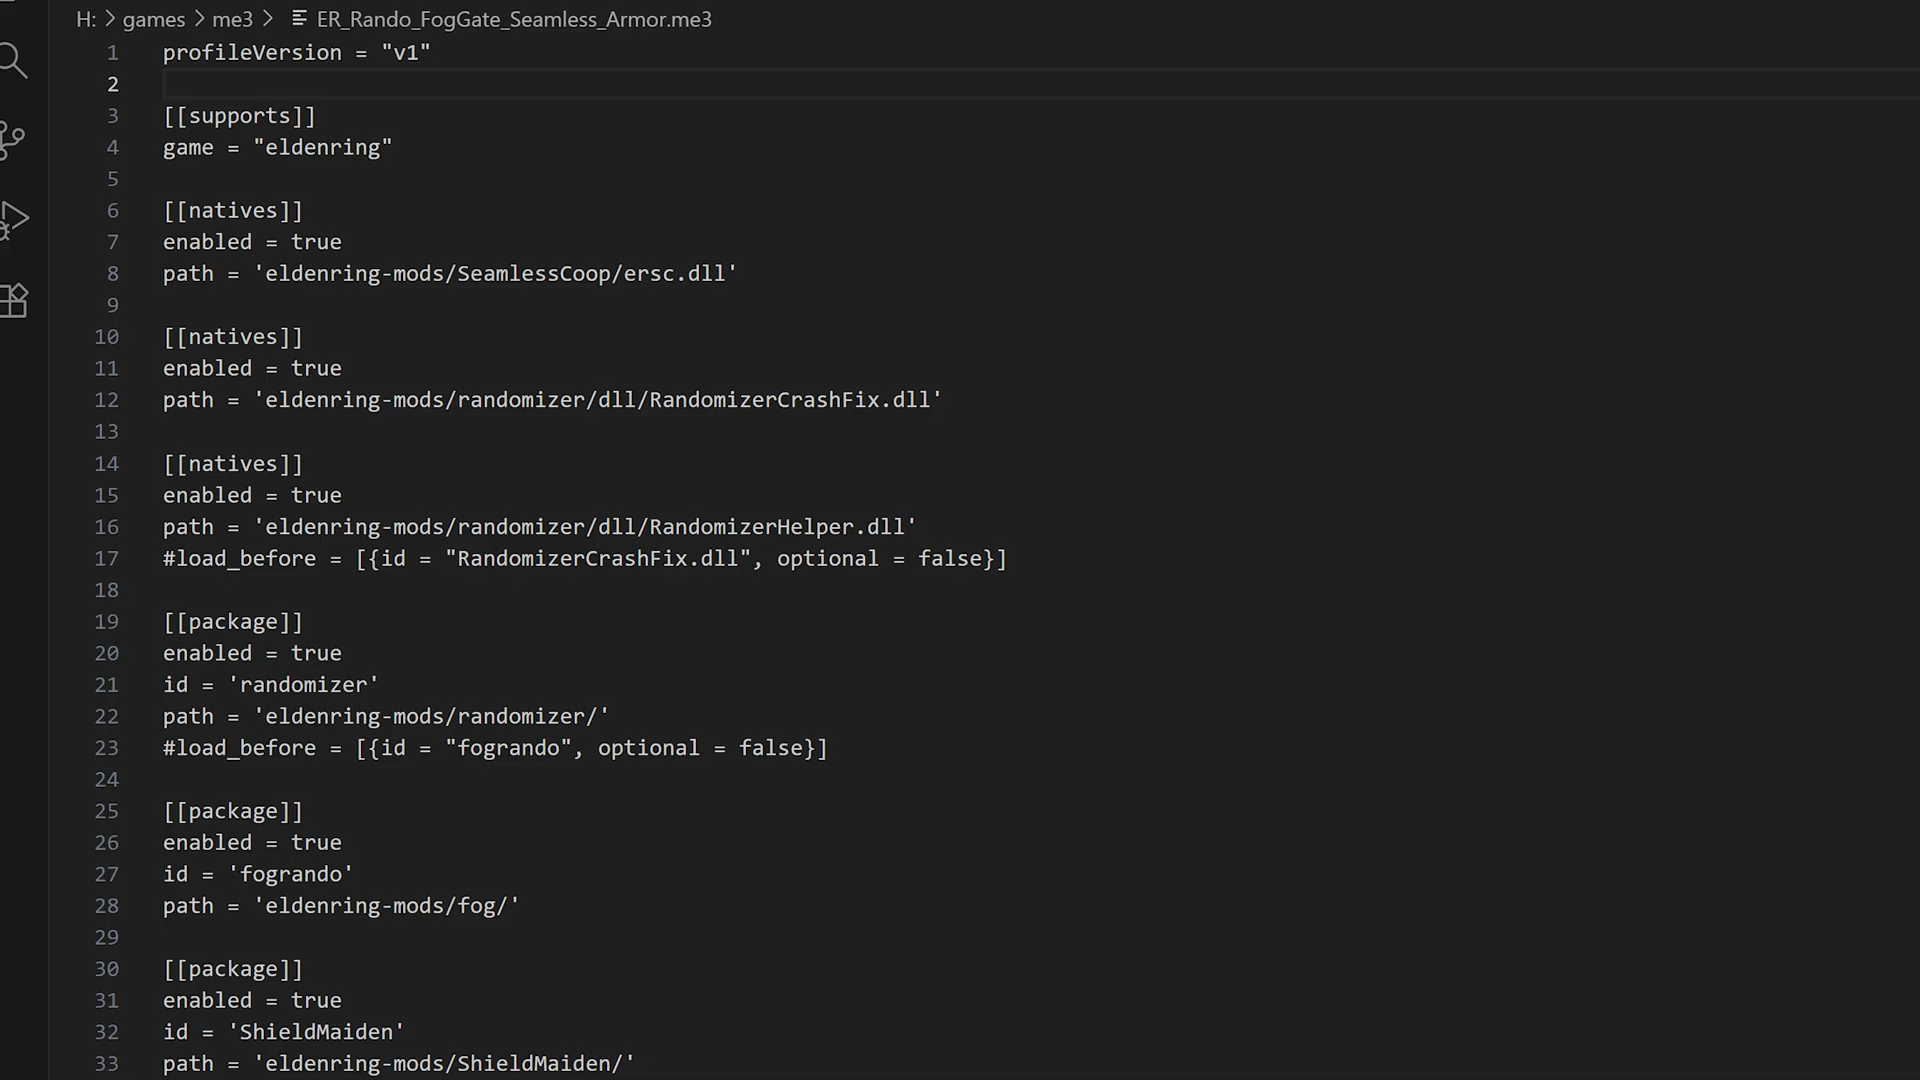 H: > games > me3 > ER_Rando_FogGate_Seamless_Armor.me3
1 profileVersion = "v1"
2
3 [[supports]]
4 game = "eldenring"
5
6 [[natives]]
7 enabled = true
8 path = 'eldenring-mods/SeamlessCoop/ersc.dll'
9
10 [[natives]]
11 enabled = true
12 path = 'eldenring-mods/randomizer/dll/RandomizerCrashFix.dll'
13
14 [[natives]]
15 enabled = true
16 path = 'eldenring-mods/randomizer/dll/RandomizerHelper.dll'
17 #load_before = [{id = "RandomizerCrashFix.dll", optional = false}]
18
19 [[package]]
20 enabled = true
21 id = 'randomizer'
22 path = 'eldenring-mods/randomizer/'
23 #load_before = [{id = "fogrando", optional = false}]
24
25 [[package]]
26 enabled = true
27 id = 'fogrando'
28 path = 'eldenring-mods/fog/'
29
30 [[package]]
31 enabled = true
32 id = 'ShieldMaiden'
33 path = 'eldenring-mods/ShieldMaiden/'